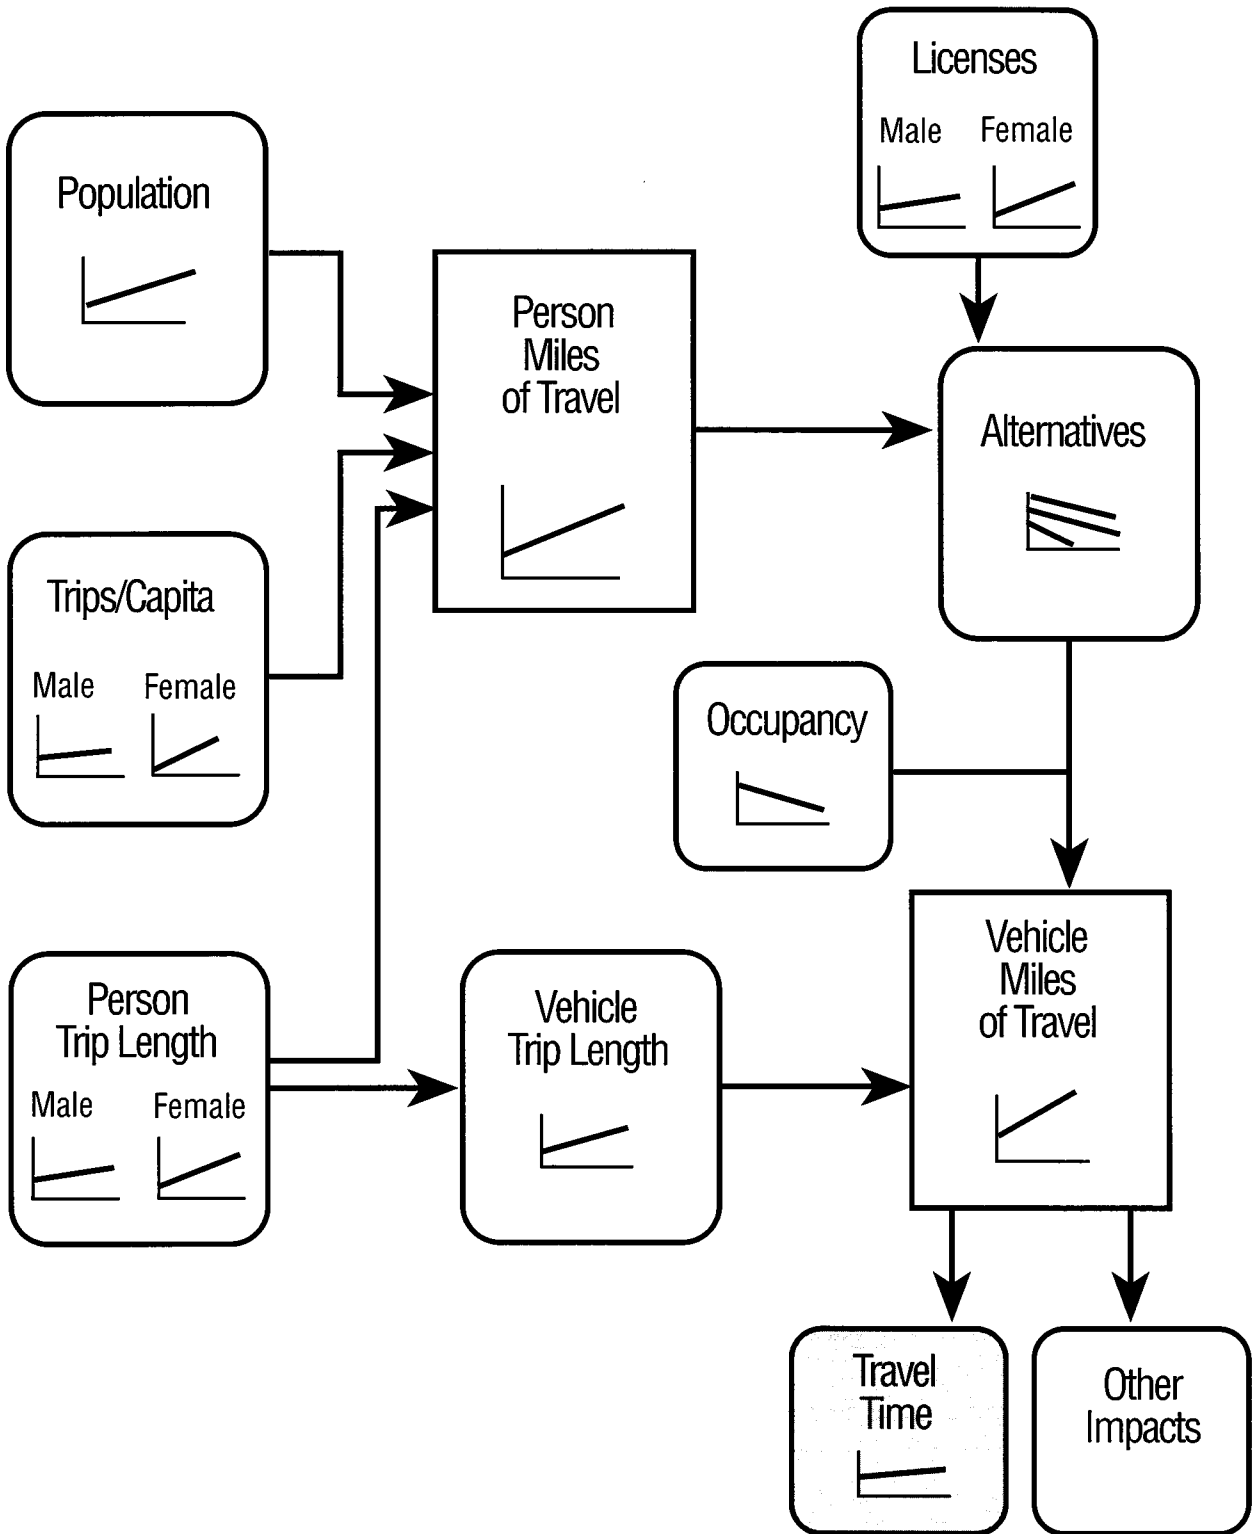 Licenses
Male Female
Population
Person
Miles
of Travel
Alternatives
Trips/Capita
Male Female
Occupancy
Person
Trip Length
Male Female
Vehicle
Trip Length
Vehicle
Miles
of Travel
Travel
Time
Other
Impacts